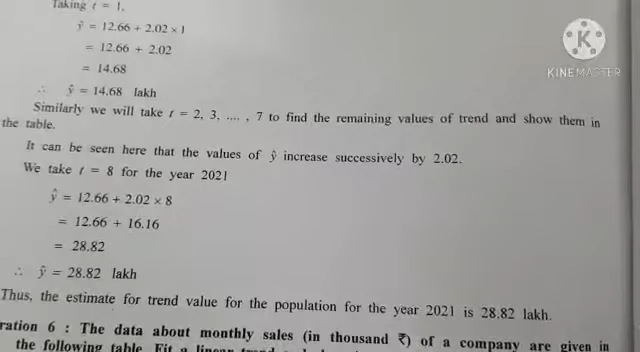 Taking t = 1,
ŷ = 12.66 + 2.02 × 1
= 12.66 + 2.02
= 14.68
∴ ŷ = 14.68 lakh
Similarly we will take t = 2, 3, .... , 7 to find the remaining values of trend and show them in
the table.
It can be seen here that the values of ŷ increase successively by 2.02.
We take t = 8 for the year 2021
ŷ = 12.66 + 2.02 × 8
= 12.66 + 16.16
= 28.82
∴ ŷ = 28.82 lakh
Thus, the estimate for trend value for the population for the year 2021 is 28.82 lakh.
ration 6 : The data about monthly sales (in thousand ₹) of a company are given in
the following table. Fit a linear trend
K
KINEMASTER